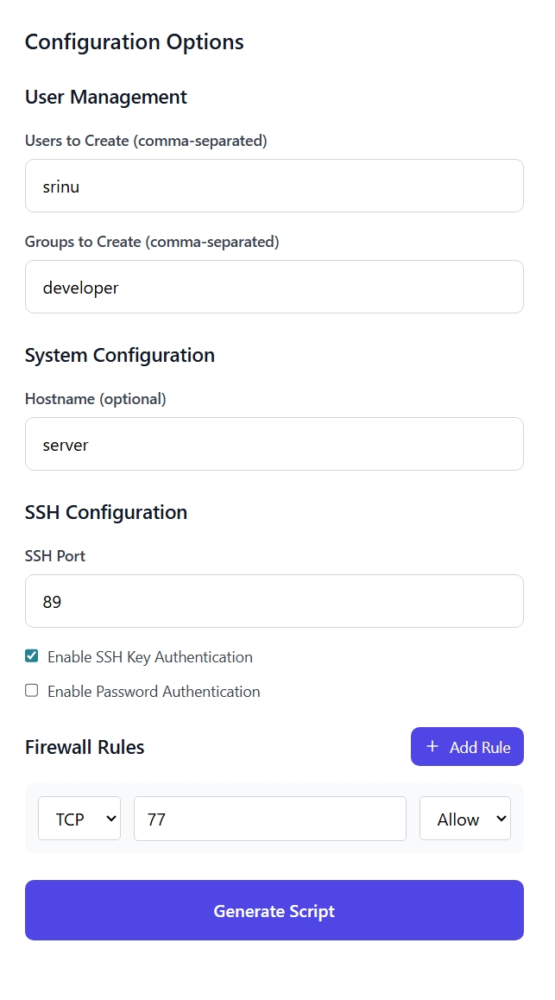 Configuration Options
User Management
Users to Create (comma-separated)
srinu
Groups to Create (comma-separated)
developer
System Configuration
Hostname (optional)
server
SSH Configuration
SSH Port
89
Enable SSH Key Authentication
Enable Password Authentication
Firewall Rules
+ Add Rule
TCP 77 Allow
Generate Script